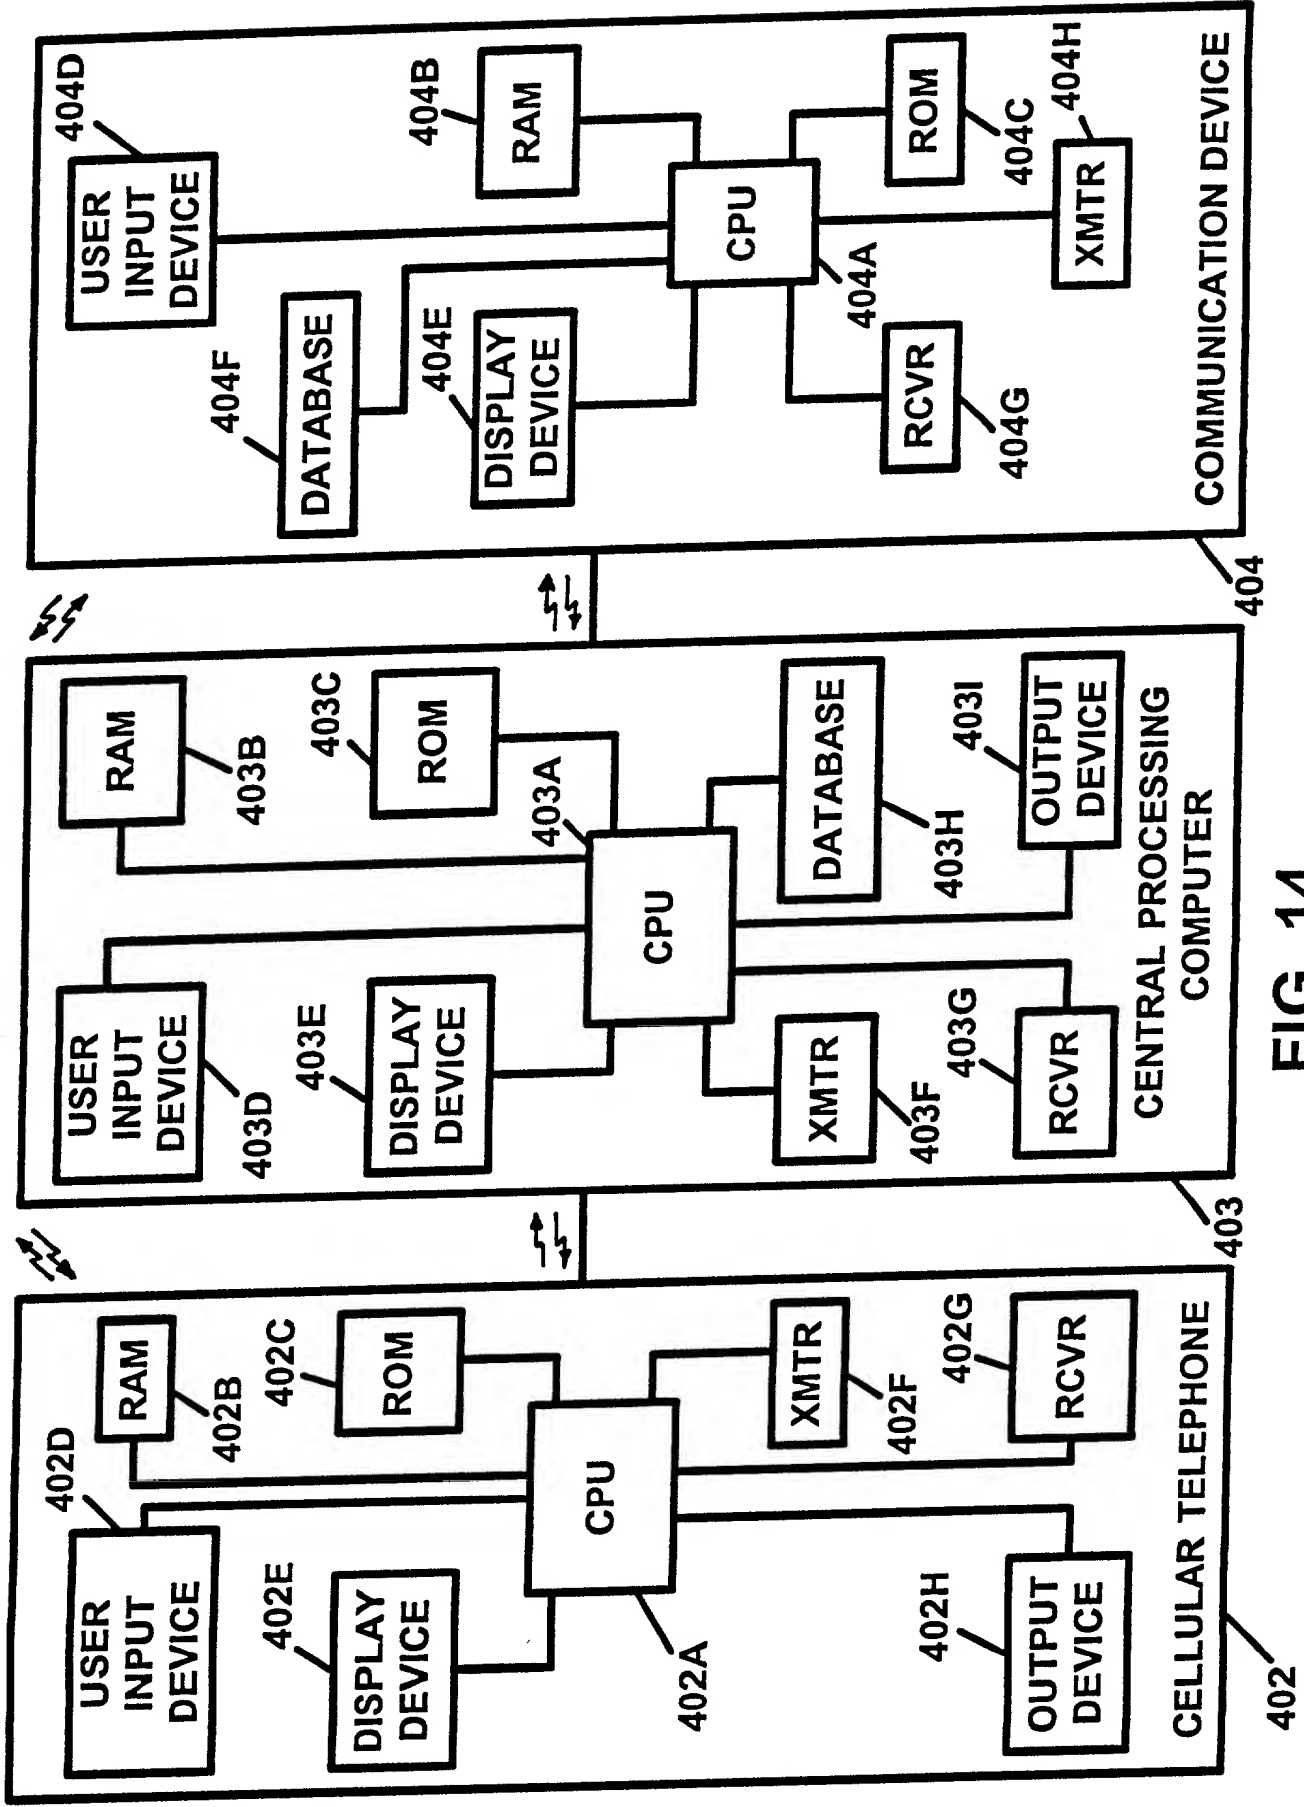 402D
USER
INPUT
DEVICE
RAM
402B
402E
DISPLAY
DEVICE
402C
ROM
CPU
402A
XMTR
402F
402H
OUTPUT
DEVICE
402G
RCVR
CELLULAR TELEPHONE
402
USER
INPUT
DEVICE
403D
RAM
403B
403E
DISPLAY
DEVICE
403C
ROM
403A
CPU
XMTR
403F
DATABASE
403H
403G
RCVR
403I
OUTPUT
DEVICE
CENTRAL PROCESSING
COMPUTER
403
404D
USER
INPUT
DEVICE
404F
DATABASE
404E
DISPLAY
DEVICE
404B
RAM
CPU
404A
RCVR
404G
ROM
404C
404H
XMTR
COMMUNICATION DEVICE
404
FIG. 14